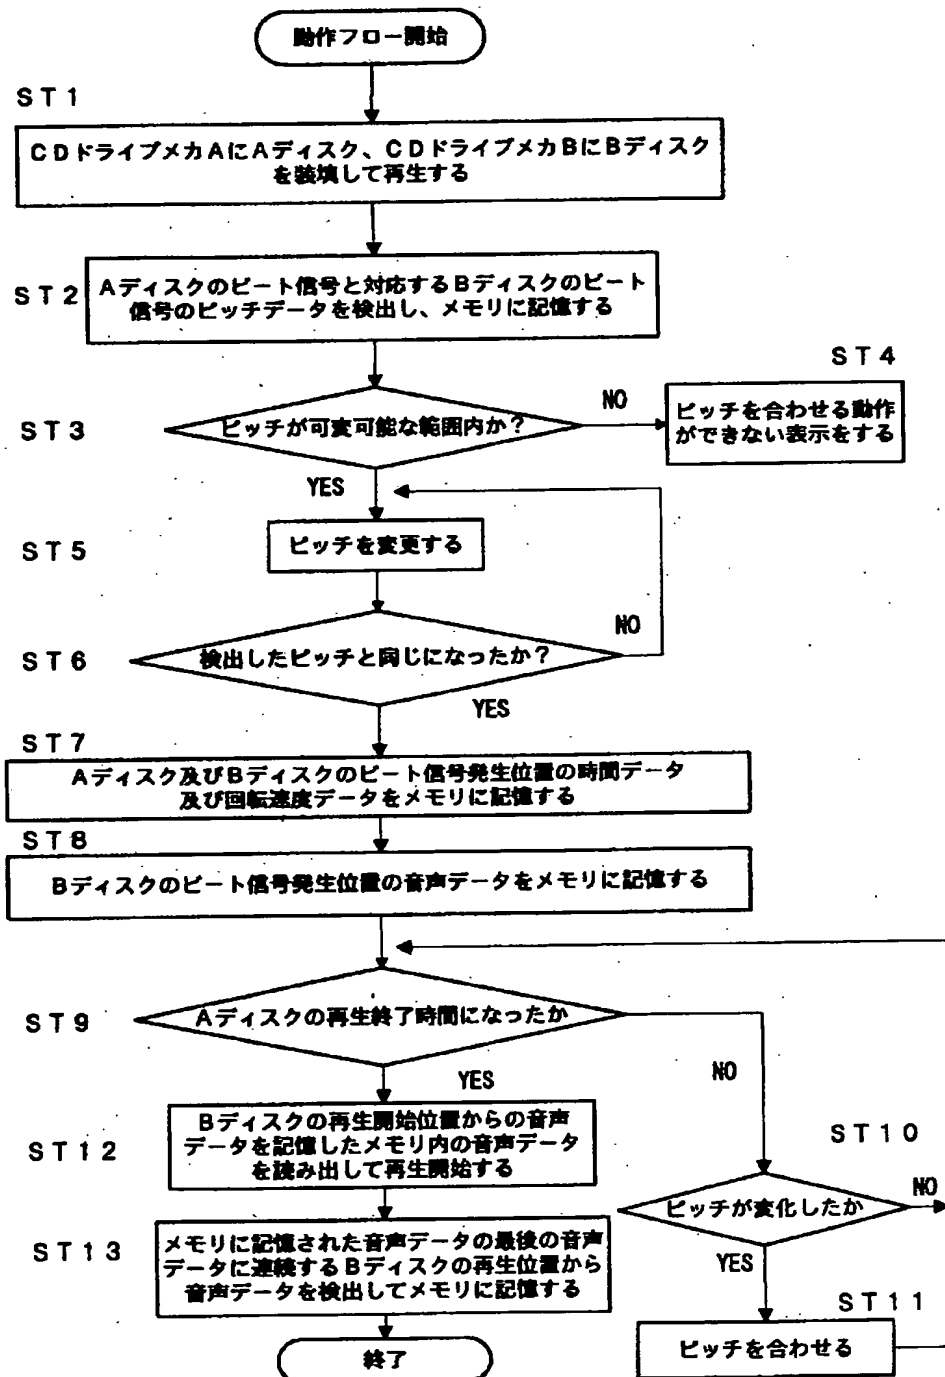 動作フロー開始
ST1
CDドライブメカAにAディスク、CDドライブメカBにBディスク
を装填して再生する
ST2
Aディスクのビート信号と対応するBディスクのビート
信号のピッチデータを検出し、メモリに記憶する
ST3
ピッチが可変可能な範囲内か？
NO
ST4
ピッチを合わせる動作
ができない表示をする
YES
ST5
ピッチを変更する
ST6
検出したピッチと同じになったか？
NO
YES
ST7
Aディスク及びBディスクのビート信号発生位置の時間データ
及び回転速度データをメモリに記憶する
ST8
Bディスクのビート信号発生位置の音声データをメモリに記憶する
ST9
Aディスクの再生終了時間になったか
NO
YES
ST12
Bディスクの再生開始位置からの音声
データを記憶したメモリ内の音声データ
を読み出して再生開始する
ST10
ピッチが変化したか
NO
YES
ST13
メモリに記憶された音声データの最後の音声
データに連続するBディスクの再生位置から
音声データを検出してメモリに記憶する
ST11
ピッチを合わせる
終了